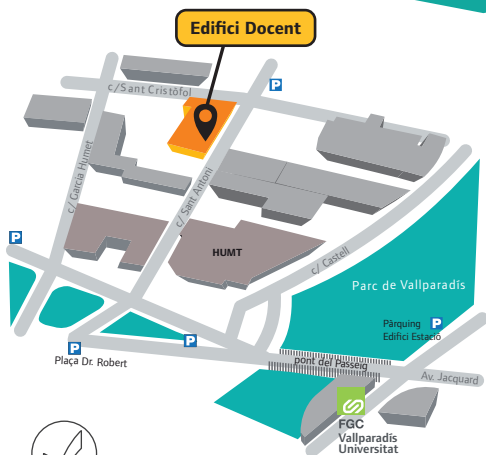 Edifici Docent
P
c/Sant Cristòfol
c/ Garcia Humet
c/ Sant Antoni
P
HUMT
c/ Castell
Parc de Vallparadís
Pàrquing P
Edifici Estació
P
P
Plaça Dr. Robert
pont del Passeig
Av. Jacquard
FGC
Vallparadís
Universitat